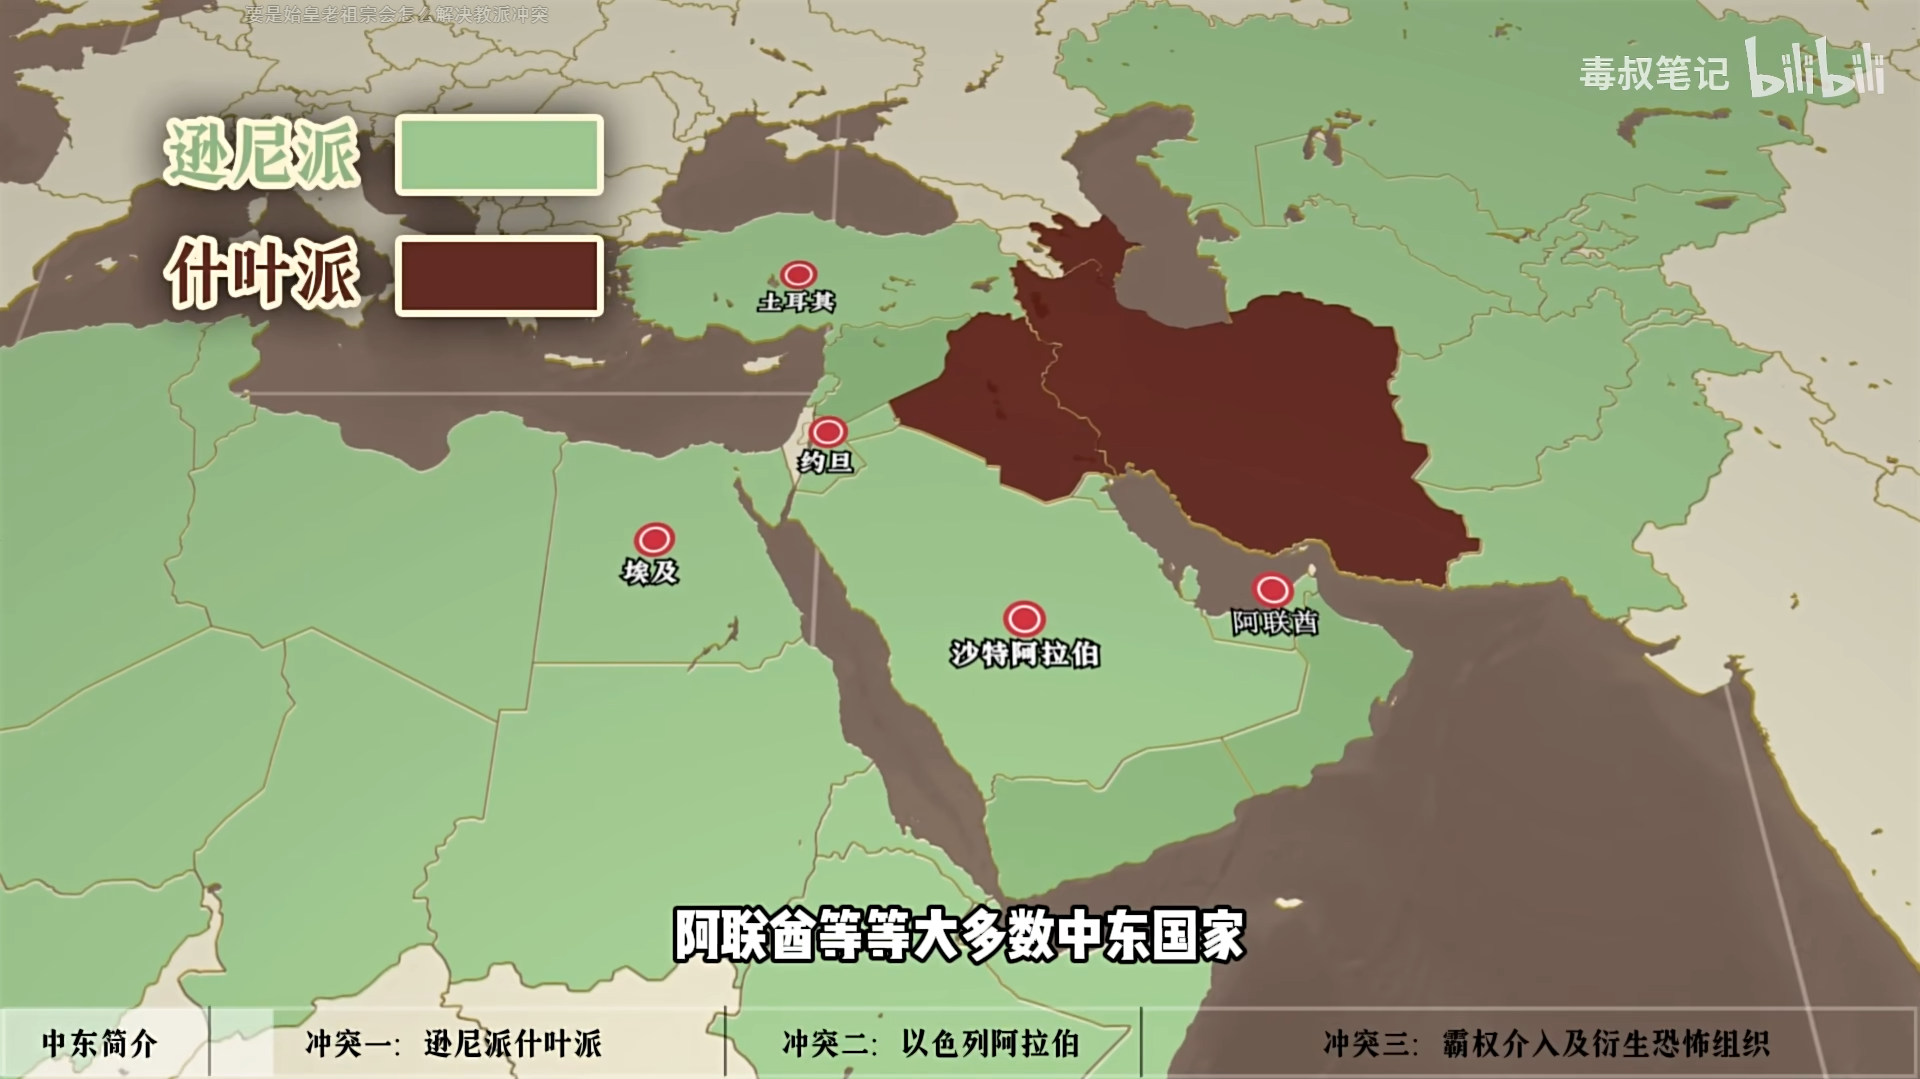 要是始皇老祖宗会怎么解决教派冲突
毒叔笔记 bilibili
逊尼派
什叶派
土耳其
约旦
埃及
阿联酋
沙特阿拉伯
阿联酋等等大多数中东国家
中东简介
冲突一：逊尼派什叶派
冲突二：以色列阿拉伯
冲突三：霸权介入及衍生恐怖组织